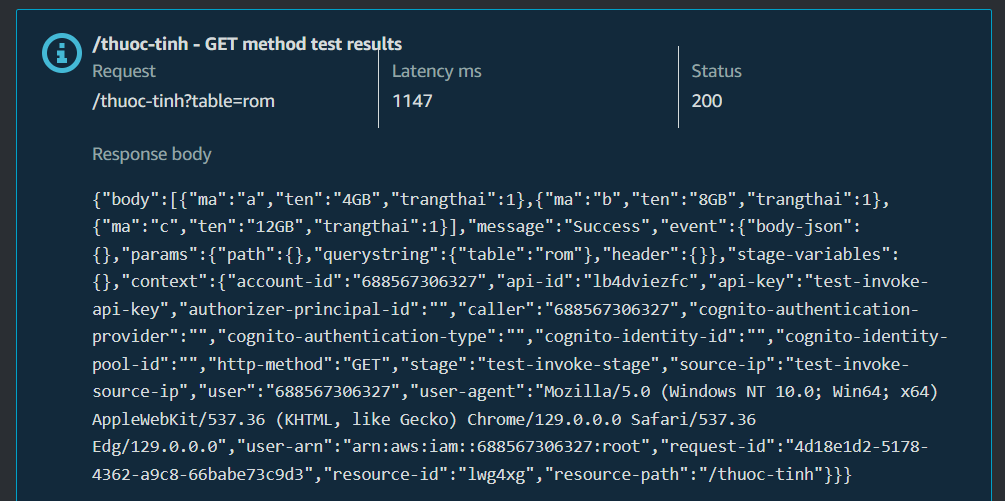 /thuoc-tinh - GET method test results
Request
Latency ms
Status
/thuoc-tinh?table=rom
1147
200
Response body
{"body":[{"ma":"a","ten":"4GB","trangthai":1},{"ma":"b","ten":"8GB","trangthai":1},
{"ma":"c","ten":"12GB","trangthai":1}],"message":"Success","event":{"body-json":
{},"params":{"path":{},"querystring":{"table":"rom"},"header":{}},"stage-variables":
{},"context":{"account-id":"688567306327","api-id":"lb4dviezfc","api-key":"test-invoke-
api-key","authorizer-principal-id":"","caller":"688567306327","cognito-authentication-
provider":"","cognito-authentication-type":"","cognito-identity-id":"","cognito-identity-
pool-id":"","http-method":"GET","stage":"test-invoke-stage","source-ip":"test-invoke-
source-ip","user":"688567306327","user-agent":"Mozilla/5.0 (Windows NT 10.0; Win64; x64)
AppleWebKit/537.36 (KHTML, like Gecko) Chrome/129.0.0.0 Safari/537.36
Edg/129.0.0.0","user-arn":"arn:aws:iam::688567306327:root","request-id":"4d18e1d2-5178-
4362-a9c8-66babe73c9d3","resource-id":"lwg4xg","resource-path":"/thuoc-tinh"}}}